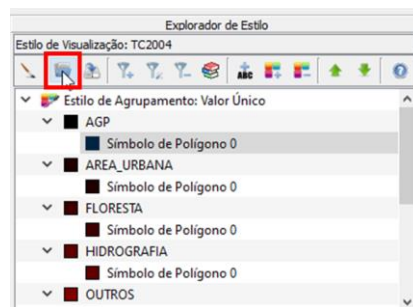 Explorador de Estilo
Estilo de Visualização: TC2004
ABC
Estilo de Agrupamento: Valor Único
AGP
Símbolo de Polígono 0
AREA_URBANA
Símbolo de Polígono 0
FLORESTA
Símbolo de Polígono 0
HIDROGRAFIA
Símbolo de Polígono 0
OUTROS